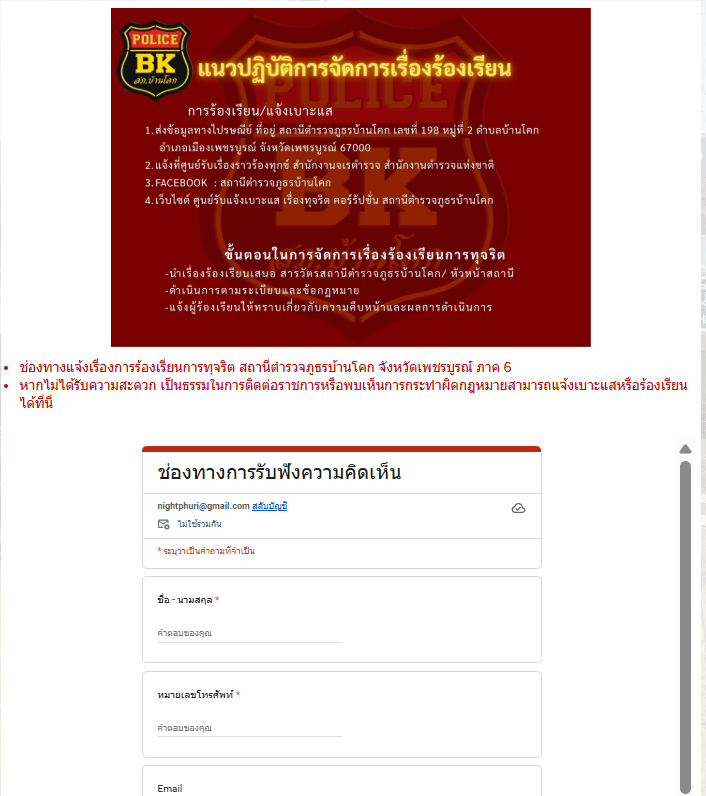 POLICE
BK
สภ.บ้านโคก
แนวปฏิบัติการจัดการเรื่องร้องเรียน
POLICE
BK
สภ.บ้านโคก
การร้องเรียน/แจ้งเบาะแส
1.ส่งข้อมูลทางไปรษณีย์ ที่อยู่ สถานีตำรวจภูธรบ้านโคก เลขที่ 198 หมู่ที่ 2 ตำบลบ้านโคก
อำเภอเมืองเพชรบูรณ์ จังหวัดเพชรบูรณ์ 67000
2.แจ้งที่ศูนย์รับเรื่องราวร้องทุกข์ สำนักงานจเรตำรวจ สำนักงานตำรวจแห่งชาติ
3.FACEBOOK : สถานีตำรวจภูธรบ้านโคก
4.เว็บไซต์ ศูนย์รับแจ้งเบาะแส เรื่องทุจริต คอร์รัปชั่น สถานีตำรวจภูธรบ้านโคก
ขั้นตอนในการจัดการเรื่องร้องเรียนการทุจริต
-นำเรื่องร้องเรียนเสนอ สารวัตรสถานีตำรวจภูธรบ้านโคก/ หัวหน้าสถานี
-ดำเนินการตามระเบียบและข้อกฎหมาย
-แจ้งผู้ร้องเรียนให้ทราบเกี่ยวกับความคืบหน้าและผลการดำเนินการ
• ช่องทางแจ้งเรื่องการร้องเรียนการทุจริต สถานีตำรวจภูธรบ้านโคก จังหวัดเพชรบูรณ์ ภาค 6
• หากไม่ได้รับความสะดวก เป็นธรรมในการติดต่อราชการหรือพบเห็นการกระทำผิดกฎหมายสามารถแจ้งเบาะแสหรือร้องเรียน
ได้ที่นี่
ช่องทางการรับฟังความคิดเห็น
nightphuri@gmail.com สลับบัญชี
ไม่ใช้ร่วมกัน
* ระบุว่าเป็นคำถามที่จำเป็น
ชื่อ - นามสกุล *
คำตอบของคุณ
หมายเลขโทรศัพท์ *
คำตอบของคุณ
Email